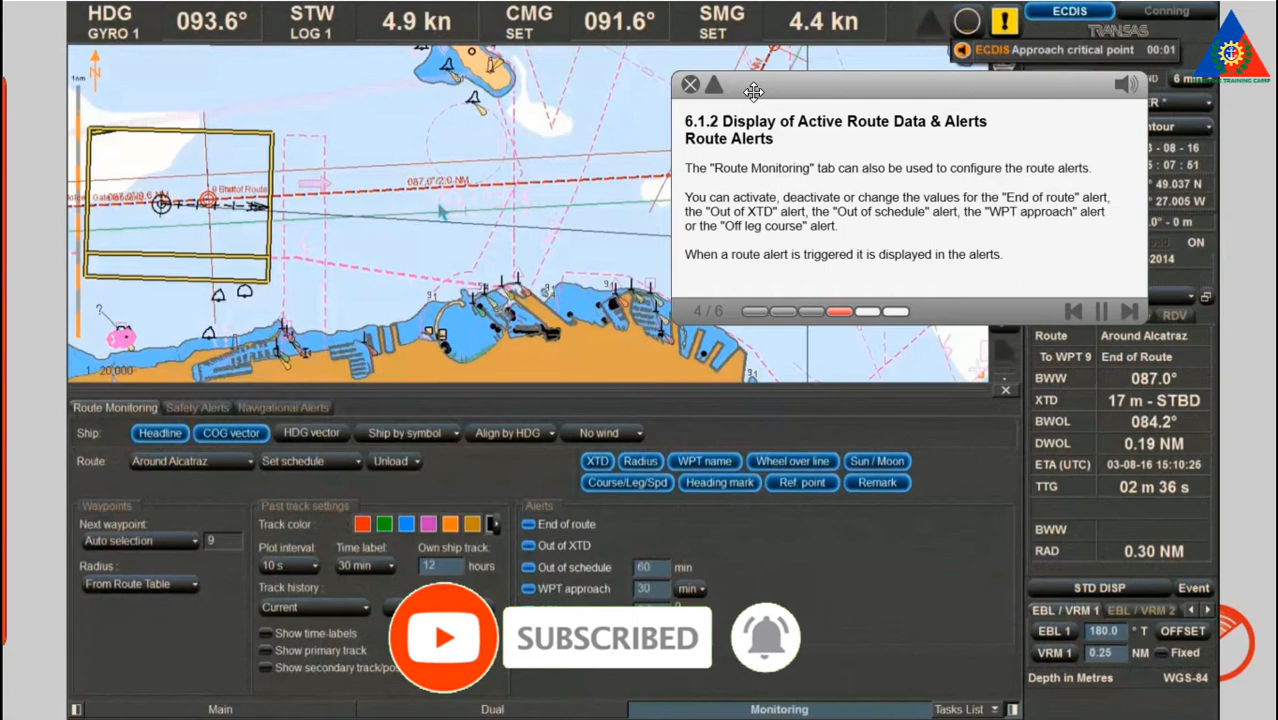 HDG
GYRO 1
093.6°
STW
LOG 1
4.9 kn
CMG
SET
091.6°
SMG
SET
4.4 kn
ECDIS
Conning
TRANSAS
ECDIS Approach critical point 00:01
TRAINING CAMP
6 min
1nm
087.0°/2.0 NM
1: 20,000
6.1.2 Display of Active Route Data & Alerts
Route Alerts
The "Route Monitoring" tab can also be used to configure the route alerts.
You can activate, deactivate or change the values for the "End of route" alert,
the "Out of XTD" alert, the "Out of schedule" alert, the "WPT approach" alert
or the "Off leg course" alert.
When a route alert is triggered it is displayed in the alerts.
4 / 6
ON
RDV
Route Around Alcatraz
To WPT 9 End of Route
BWW 087.0°
XTD 17 m - STBD
BWOL 084.2°
DWOL 0.19 NM
ETA (UTC) 03-08-16 15:10:26
TTG 02 m 36 s
BWW
RAD 0.30 NM
STD DISP Event
EBL / VRM 1 EBL / VRM 2
EBL 1 180.0 ° T OFFSET
VRM 1 0.25 NM Fixed
Depth in Metres WGS-84
Route Monitoring Safety Alerts Navigational Alerts
Ship: Headline COG vector HDG vector Ship by symbol Align by HDG No wind
Route: Around Alcatraz Set schedule Unload
XTD Radius WPT name Wheel over line Sun / Moon
Course/Leg/Spd Heading mark Ref. point Remark
Waypoints
Next waypoint:
Auto selection 9
Radius:
From Route Table
Past track settings
Track color:
Plot interval: Time label: Own ship track:
10 s 30 min 12 hours
Track history:
Current
Show time-labels
Show primary track
Show secondary track/po
Alerts
End of route
Out of XTD
Out of schedule 60 min
WPT approach 30 min
SUBSCRIBED
Main Dual Monitoring Tasks List